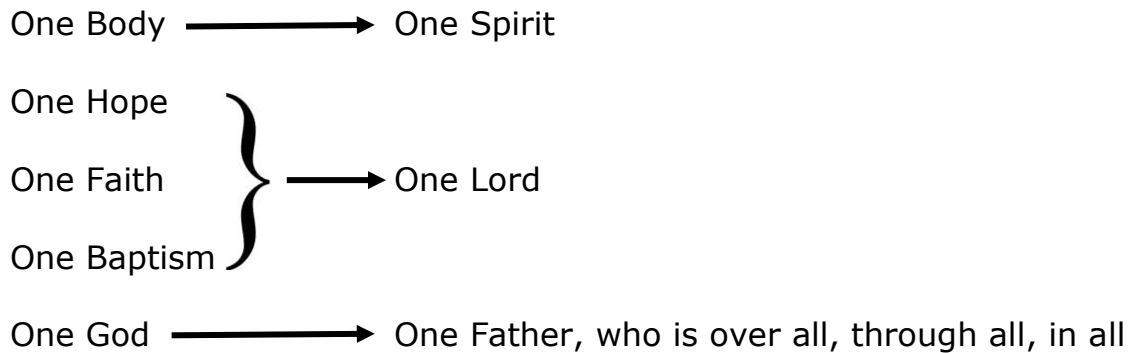 One Body One Spirit
One Hope
One Faith One Lord
One Baptism
One God One Father, who is over all, through all, in all